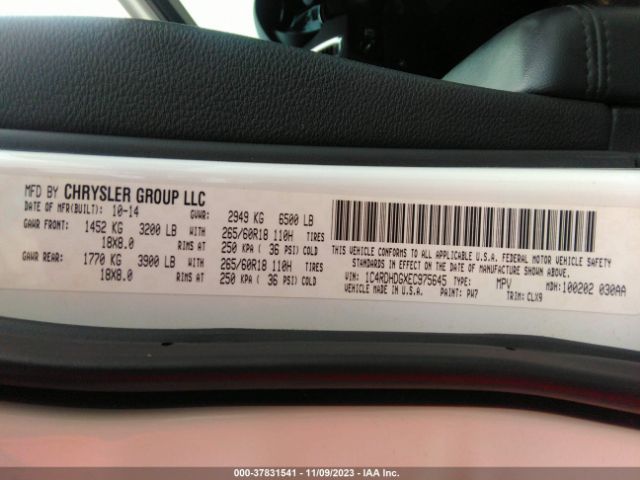 MFD BY CHRYSLER GROUP LLC
DATE OF MFR(BUILT): 10-14 GVWR: 2949 KG 6500 LB
GAWR FRONT: 1452 KG 3200 LB 265/60R18 110H TIRES
18X8.0 RIMS AT 250 KPA ( 36 PSI) COLD
GAWR REAR: 1770 KG 3900 LB 265/60R18 110H TIRES
18X8.0 RIMS AT 250 KPA ( 36 PSI) COLD
THIS VEHICLE CONFORMS TO ALL APPLICABLE U.S.A. FEDERAL MOTOR VEHICLE SAFETY
STANDARDS IN EFFECT ON THE DATE OF MANUFACTURE SHOWN ABOVE.
VIN: 1C4RDHDGXEC975645 TYPE: MPV MDH: 100202 030AA
VEHICLE MADE IN U.S.A. PAINT: PW7 TRIM: CLX9
000-37831541 - 11/09/2023 - IAA Inc.